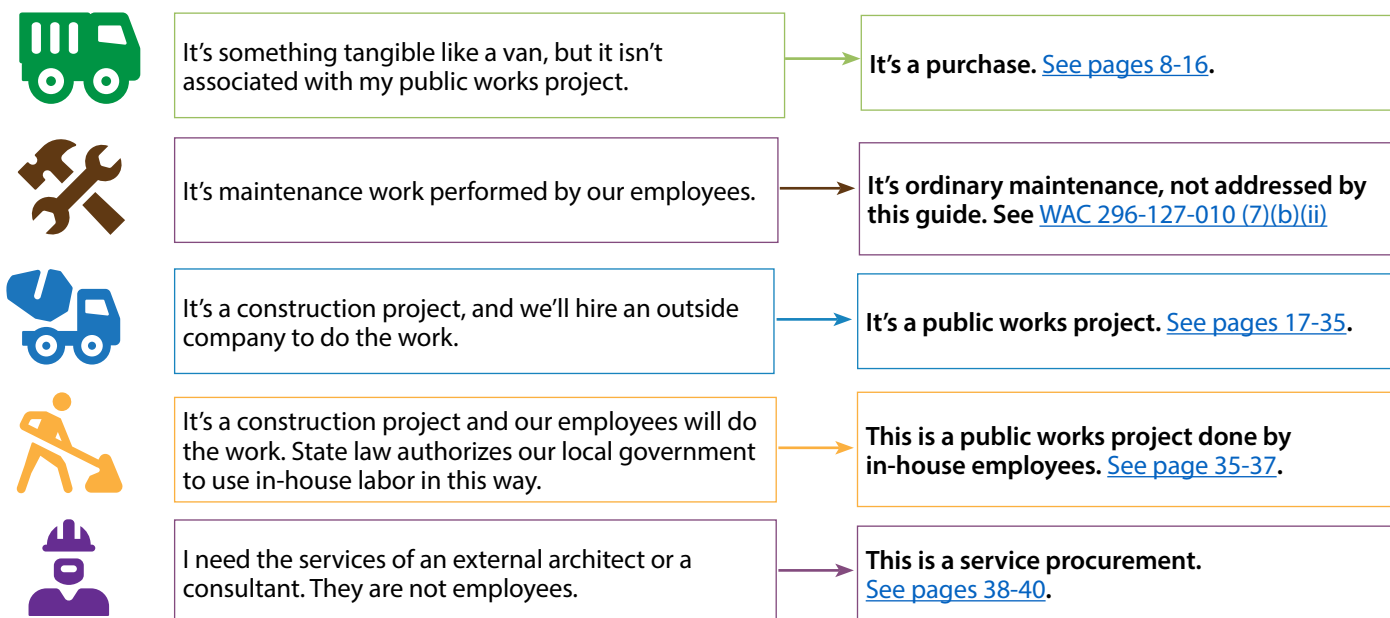 It’s something tangible like a van, but it isn’t
associated with my public works project.
It’s a purchase. See pages 8-16.
It’s maintenance work performed by our employees.
It’s ordinary maintenance, not addressed by
this guide. See WAC 296-127-010 (7)(b)(ii)
It’s a construction project, and we’ll hire an outside
company to do the work.
It’s a public works project. See pages 17-35.
It’s a construction project and our employees will do
the work. State law authorizes our local government
to use in-house labor in this way.
This is a public works project done by
in-house employees. See page 35-37.
I need the services of an external architect or a
consultant. They are not employees.
This is a service procurement.
See pages 38-40.